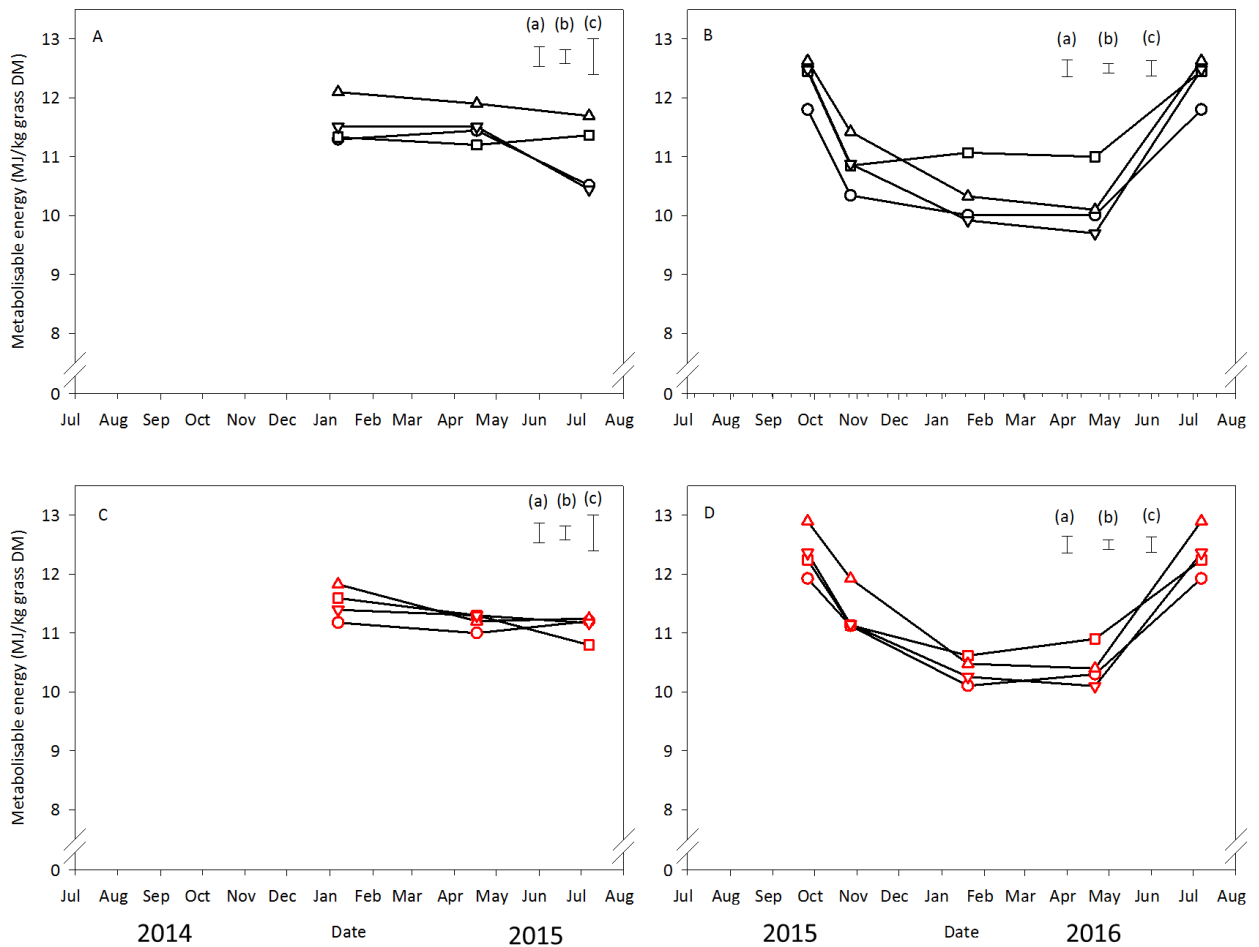 (a) (b) (c)
A
13
12
11
10
9
8
0
Metabolisable energy (MJ/kg grass DM)
Jul Aug Sep Oct Nov Dec Jan Feb Mar Apr May Jun Jul Aug
(a) (b) (c)
B
13
12
11
10
9
8
0
Jul Aug Sep Oct Nov Dec Jan Feb Mar Apr May Jun Jul Aug
(a) (b) (c)
C
13
12
11
10
9
8
0
Metabolisable energy (MJ/kg grass DM)
Jul Aug Sep Oct Nov Dec Jan Feb Mar Apr May Jun Jul Aug
2014 Date 2015
(a) (b) (c)
D
13
12
11
10
9
8
0
Jul Aug Sep Oct Nov Dec Jan Feb Mar Apr May Jun Jul Aug
2015 Date 2016